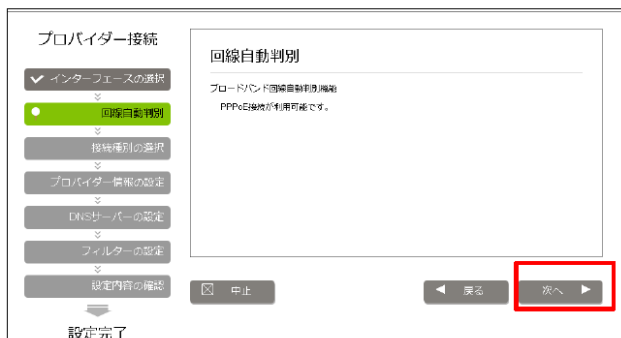 プロバイダー接続
インターフェースの選択
回線自動判別
接続種別の選択
プロバイダー情報の設定
DNSサーバーの設定
フィルターの設定
設定内容の確認
設定完了
回線自動判別
ブロードバンド回線自動判別機能
PPPoE接続が利用可能です。
中止
戻る
次へ